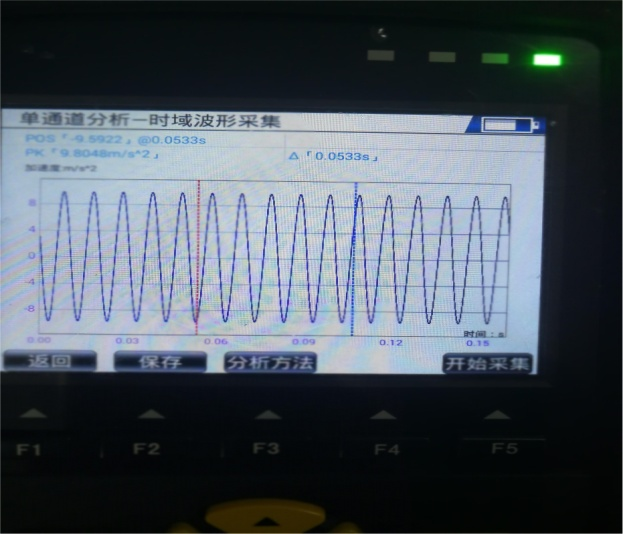 单通道分析-时域波形采集
POS「-9.5922」@0.0533s
PK「9.8048m/s^2」
△「0.0533s」
加速度:m/s^2
8
4
0
-4
-8
时间:s
0.00 0.03 0.06 0.09 0.12 0.15
返回 保存 分析方法 开始采集
F1 F2 F3 F4 F5